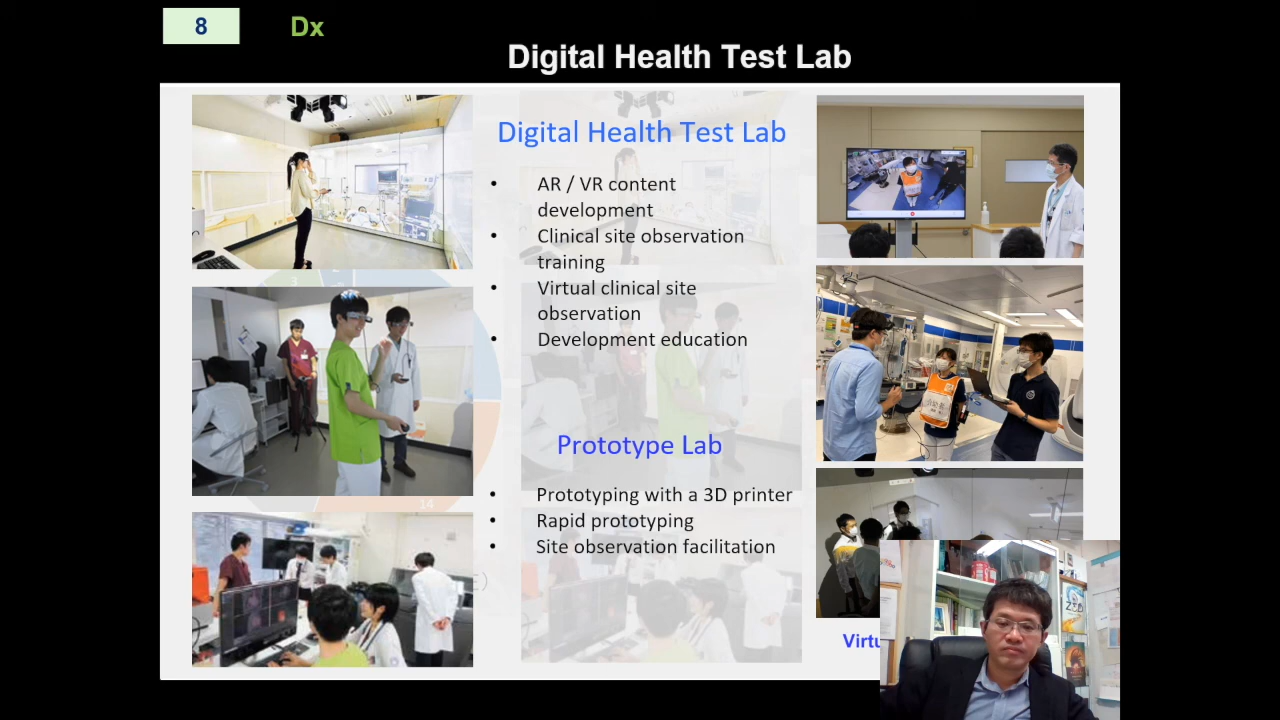 8
Dx
Digital Health Test Lab
Digital Health Test Lab
• AR / VR content
development
• Clinical site observation
training
• Virtual clinical site
observation
• Development education
Prototype Lab
• Prototyping with a 3D printer
• Rapid prototyping
• Site observation facilitation
14